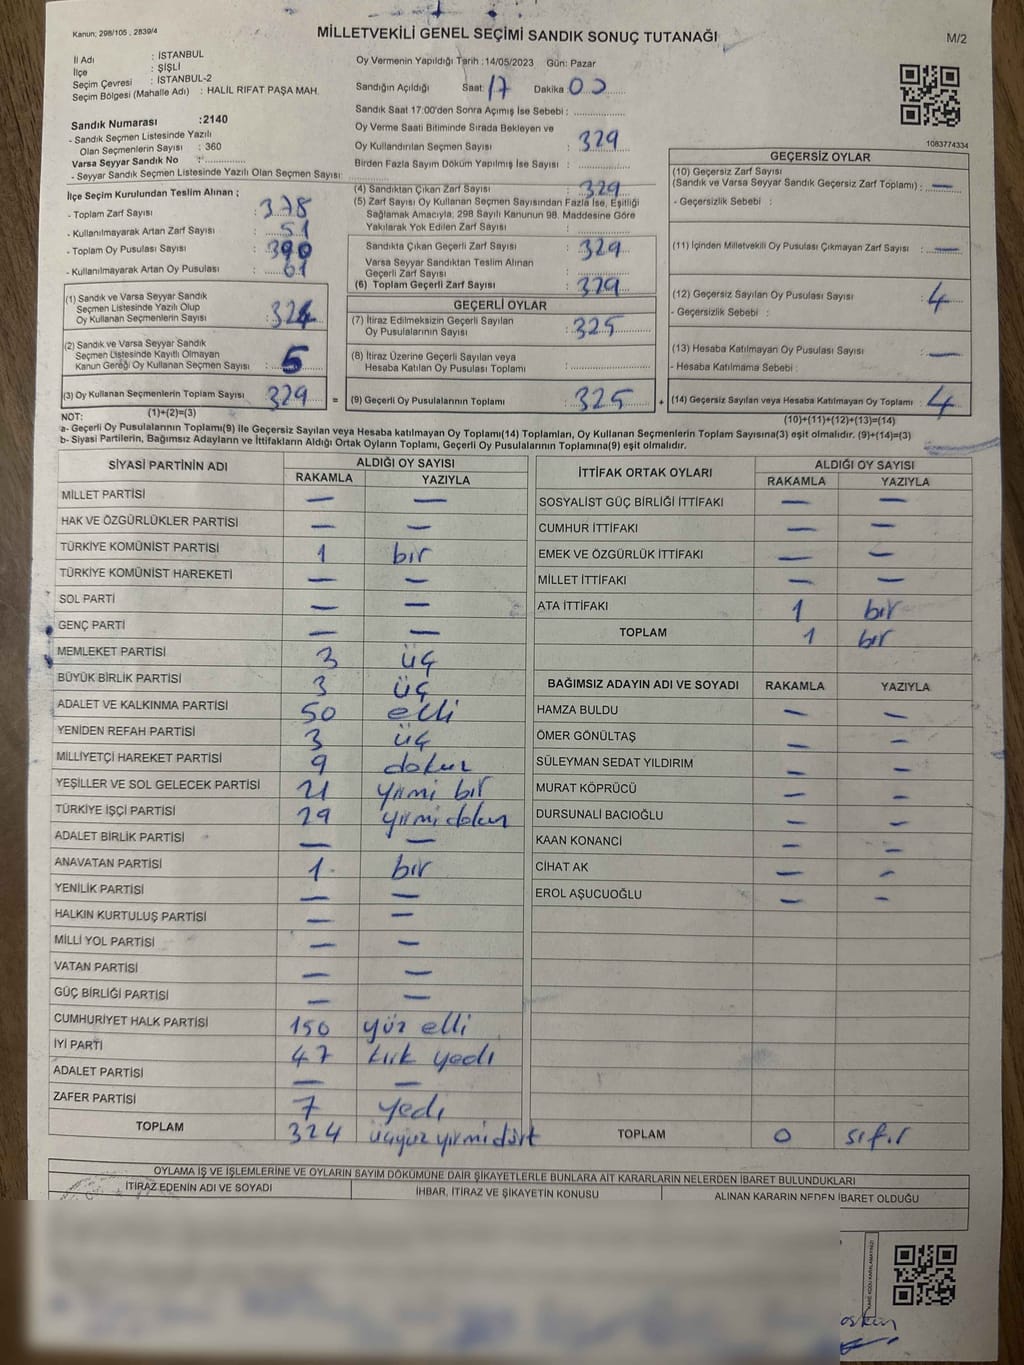 Kanun; 298/105 , 2839/4
MİLLETVEKİLİ GENEL SEÇİMİ SANDIK SONUÇ TUTANAĞI
M/2
İl Adı : İSTANBUL
İlçe : ŞİŞLİ
Seçim Çevresi : İSTANBUL-2
Seçim Bölgesi (Mahalle Adı) : HALİL RIFAT PAŞA MAH.
Oy Vermenin Yapıldığı Tarih :14/05/2023 Gün: Pazar
Sandığın Açıldığı Saat: 17 Dakika 00
Sandık Saat 17:00'den Sonra Açımış İse Sebebi :
Sandık Numarası :2140
- Sandık Seçmen Listesinde Yazılı
Olan Seçmenlerin Sayısı : 360
Varsa Seyyar Sandık No :
- Seyyar Sandık Seçmen Listesinde Yazılı Olan Seçmen Sayısı:
Oy Verme Saati Bitiminde Sırada Bekleyen ve
Oy Kullandırılan Seçmen Sayısı : 329
Birden Fazla Sayım Döküm Yapılmış İse Sayısı :
1083774334
İlçe Seçim Kurulundan Teslim Alınan ;
- Toplam Zarf Sayısı : 378
- Kullanılmayarak Artan Zarf Sayısı : 51
- Toplam Oy Pusulası Sayısı : 390
- Kullanılmayarak Artan Oy Pusulası : 61
(1) Sandık ve Varsa Seyyar Sandık
Seçmen Listesinde Yazılı Olup
Oy Kullanan Seçmenlerin Sayısı : 324
(2) Sandık ve Varsa Seyyar Sandık
Seçmen Listesinde Kayıtlı Olmayan
Kanun Gereği Oy Kullanan Seçmen Sayısı : 5
(3) Oy Kullanan Seçmenlerin Toplam Sayısı 329 =
(4) Sandıktan Çıkan Zarf Sayısı : 329
(5) Zarf Sayısı Oy Kullanan Seçmen Sayısından Fazla İse, Eşitliği
Sağlamak Amacıyla; 298 Sayılı Kanunun 98. Maddesine Göre
Yakılarak Yok Edilen Zarf Sayısı :
Sandıkta Çıkan Geçerli Zarf Sayısı : 329
Varsa Seyyar Sandıktan Teslim Alınan
Geçerli Zarf Sayısı :
(6) Toplam Geçerli Zarf Sayısı : 329
GEÇERLİ OYLAR
(7) İtiraz Edilmeksizin Geçerli Sayılan
Oy Pusulalarının Sayısı : 325
(8) İtiraz Üzerine Geçerli Sayılan veya
Hesaba Katılan Oy Pusulası Toplamı :
(9) Geçerli Oy Pusulalarının Toplamı : 325 +
GEÇERSİZ OYLAR
(10) Geçersiz Zarf Sayısı
(Sandık ve Varsa Seyyar Sandık Geçersiz Zarf Toplamı) : —
- Geçersizlik Sebebi :
(11) İçinden Milletvekili Oy Pusulası Çıkmayan Zarf Sayısı : —
(12) Geçersiz Sayılan Oy Pusulası Sayısı : 4
- Geçersizlik Sebebi :
(13) Hesaba Katılmayan Oy Pusulası Sayısı : —
- Hesaba Katılmama Sebebi :
(14) Geçersiz Sayılan veya Hesaba Katılmayan Oy Toplamı : 4
NOT: (1)+(2)=(3)
(10)+(11)+(12)+(13)=(14)
a- Geçerli Oy Pusulalarının Toplamı(9) İle Geçersiz Sayılan veya Hesaba katılmayan Oy Toplamı(14) Toplamları, Oy Kullanan Seçmenlerin Toplam Sayısına(3) eşit olmalıdır. (9)+(14)=(3)
b- Siyasi Partilerin, Bağımsız Adayların ve İttifakların Aldığı Ortak Oyların Toplamı, Geçerli Oy Pusulalarının Toplamına(9) eşit olmalıdır.
SİYASİ PARTİNİN ADI ALDIĞI OY SAYISI
RAKAMLA YAZIYLA
MİLLET PARTİSİ — —
HAK VE ÖZGÜRLÜKLER PARTİSİ — —
TÜRKİYE KOMÜNİST PARTİSİ 1 bir
TÜRKİYE KOMÜNİST HAREKETİ — —
SOL PARTİ — —
GENÇ PARTİ — —
MEMLEKET PARTİSİ 3 üç
BÜYÜK BİRLİK PARTİSİ 3 üç
ADALET VE KALKINMA PARTİSİ 50 elli
YENİDEN REFAH PARTİSİ 3 üç
MİLLİYETÇİ HAREKET PARTİSİ 9 dokuz
YEŞİLLER VE SOL GELECEK PARTİSİ 21 yirmi bir
TÜRKİYE İŞÇİ PARTİSİ 29 yirmi dokuz
ADALET BİRLİK PARTİSİ — —
ANAVATAN PARTİSİ 1 bir
YENİLİK PARTİSİ — —
HALKIN KURTULUŞ PARTİSİ — —
MİLLİ YOL PARTİSİ — —
VATAN PARTİSİ — —
GÜÇ BİRLİĞİ PARTİSİ — —
CUMHURİYET HALK PARTİSİ 150 yüz elli
İYİ PARTİ 47 kırk yedi
ADALET PARTİSİ — —
ZAFER PARTİSİ 7 yedi
TOPLAM 324 üçyüz yirmi dört
İTTİFAK ORTAK OYLARI ALDIĞI OY SAYISI
RAKAMLA YAZIYLA
SOSYALİST GÜÇ BİRLİĞİ İTTİFAKI — —
CUMHUR İTTİFAKI — —
EMEK VE ÖZGÜRLÜK İTTİFAKI — —
MİLLET İTTİFAKI — —
ATA İTTİFAKI 1 bir
TOPLAM 1 bir
BAĞIMSIZ ADAYIN ADI VE SOYADI RAKAMLA YAZIYLA
HAMZA BULDU — —
ÖMER GÖNÜLTAŞ — —
SÜLEYMAN SEDAT YILDIRIM — —
MURAT KÖPRÜCÜ — —
DURSUNALİ BACIOĞLU — —
KAAN KONANCİ — —
CİHAT AK — —
EROL AŞUCUOĞLU — —
TOPLAM 0 sıfır
OYLAMA İŞ VE İŞLEMLERİNE VE OYLARIN SAYIM DÖKÜMÜNE DAİR ŞİKAYETLERLE BUNLARA AİT KARARLARIN NELERDEN İBARET BULUNDUKLARI
İTİRAZ EDENİN ADI VE SOYADI İHBAR, İTİRAZ VE ŞİKAYETİN KONUSU ALINAN KARARIN NEDEN İBARET OLDUĞU